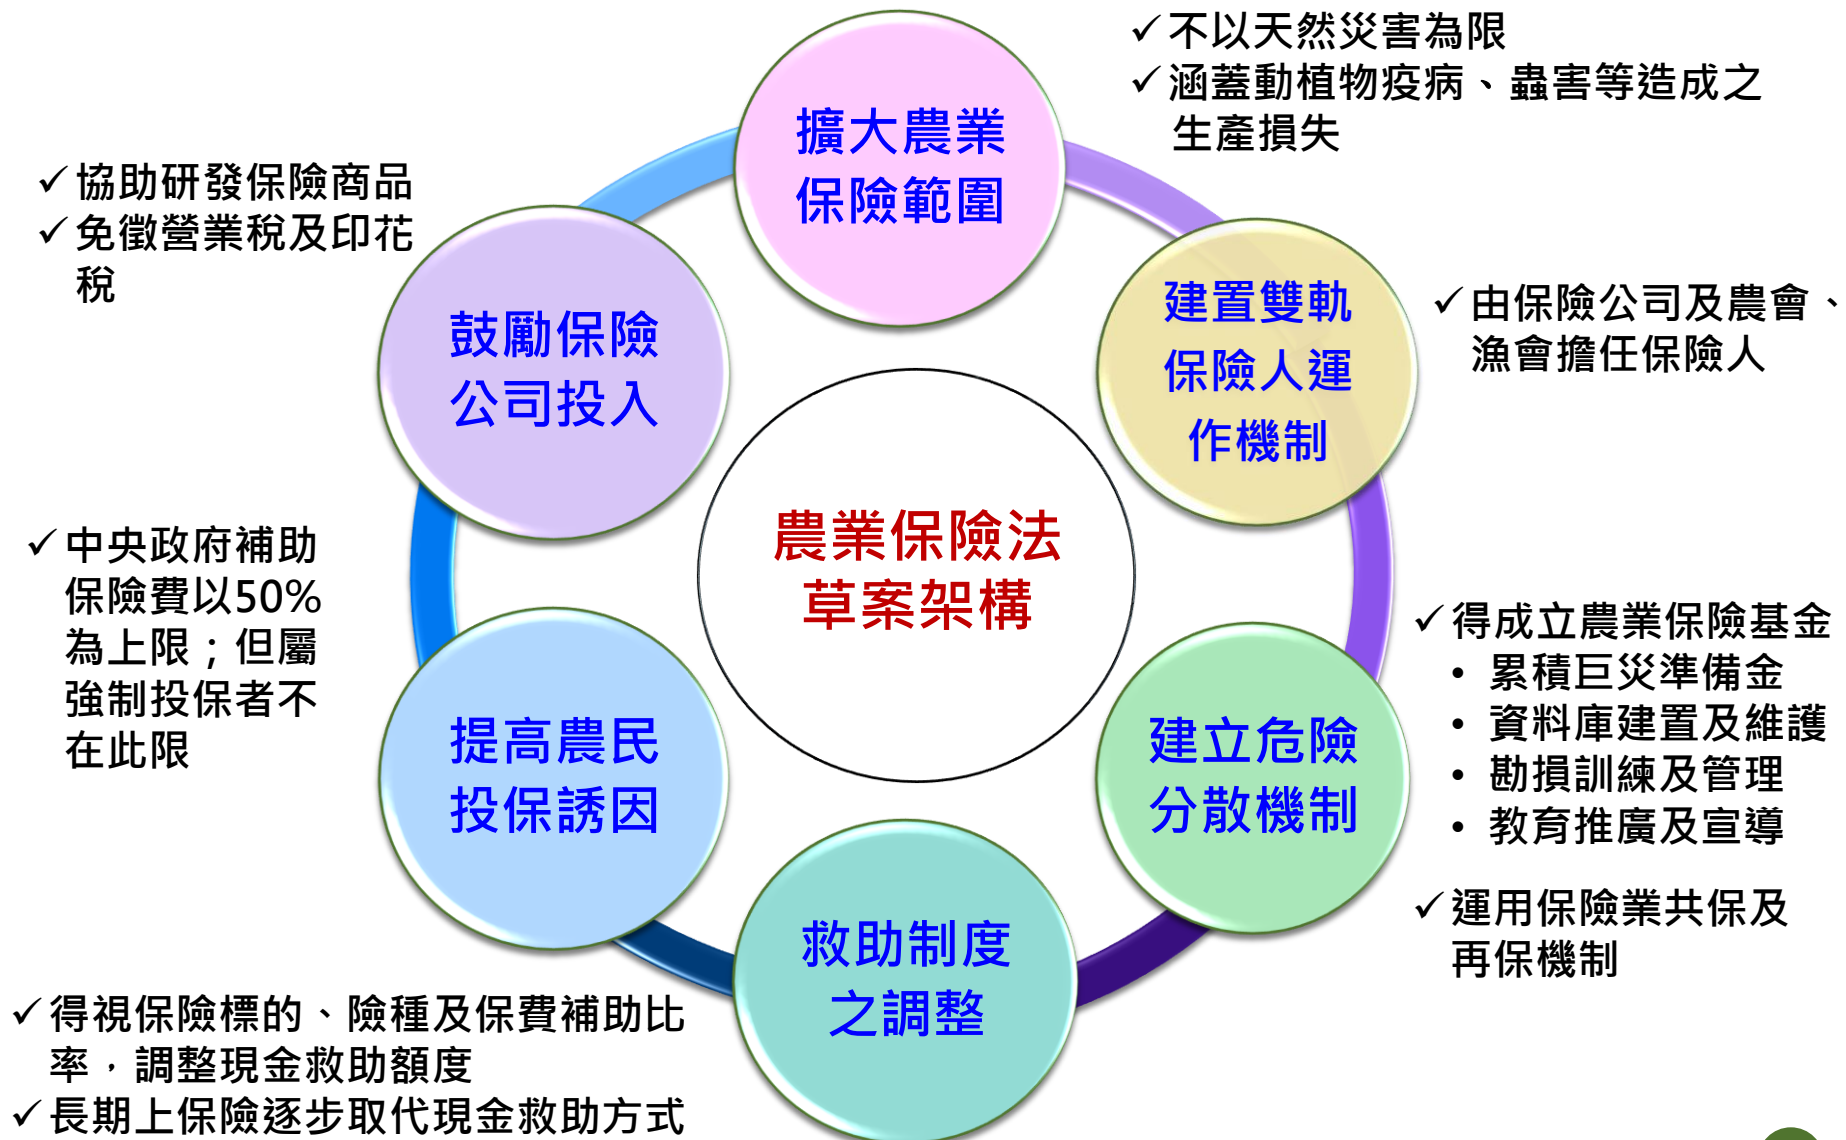 農業保險法
草案架構
擴大農業
保險範圍
✓不以天然災害為限
✓涵蓋動植物疫病、蟲害等造成之
生產損失
建置雙軌
保險人運
作機制
✓由保險公司及農會、
漁會擔任保險人
建立危險
分散機制
✓得成立農業保險基金
• 累積巨災準備金
• 資料庫建置及維護
• 勘損訓練及管理
• 教育推廣及宣導
✓運用保險業共保及
再保機制
救助制度
之調整
✓得視保險標的、險種及保費補助比
率，調整現金救助額度
✓長期上保險逐步取代現金救助方式
提高農民
投保誘因
✓中央政府補助
保險費以50%
為上限；但屬
強制投保者不
在此限
鼓勵保險
公司投入
✓協助研發保險商品
✓免徵營業稅及印花
稅